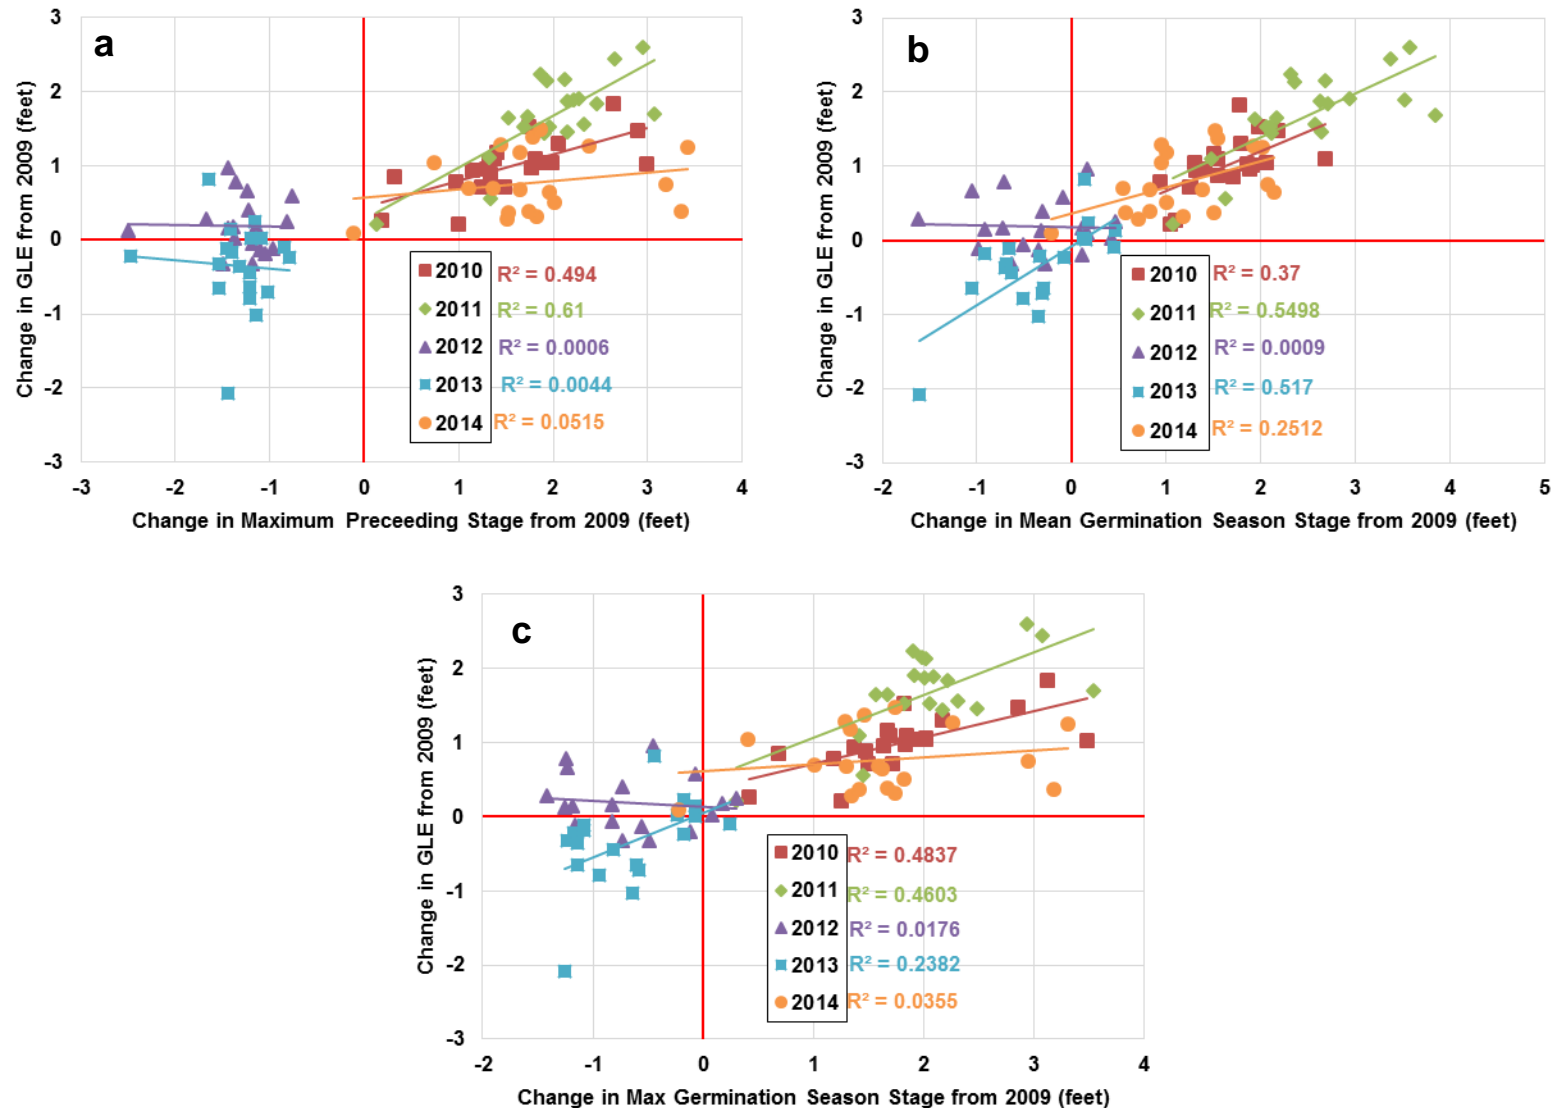 a
3
2
1
0
-1
-2
-3
Change in GLE from 2009 (feet)
2010 R² = 0.494
2011 R² = 0.61
2012 R² = 0.0006
2013 R² = 0.0044
2014 R² = 0.0515
-3 -2 -1 0 1 2 3 4
Change in Maximum Preceeding Stage from 2009 (feet)
b
3
2
1
0
-1
-2
-3
Change in GLE from 2009 (feet)
2010 R² = 0.37
2011 R² = 0.5498
2012 R² = 0.0009
2013 R² = 0.517
2014 R² = 0.2512
-2 -1 0 1 2 3 4 5
Change in Mean Germination Season Stage from 2009 (feet)
c
3
2
1
0
-1
-2
-3
Change in GLE from 2009 (feet)
2010 R² = 0.4837
2011 R² = 0.4603
2012 R² = 0.0176
2013 R² = 0.2382
2014 R² = 0.0355
-2 -1 0 1 2 3 4
Change in Max Germination Season Stage from 2009 (feet)